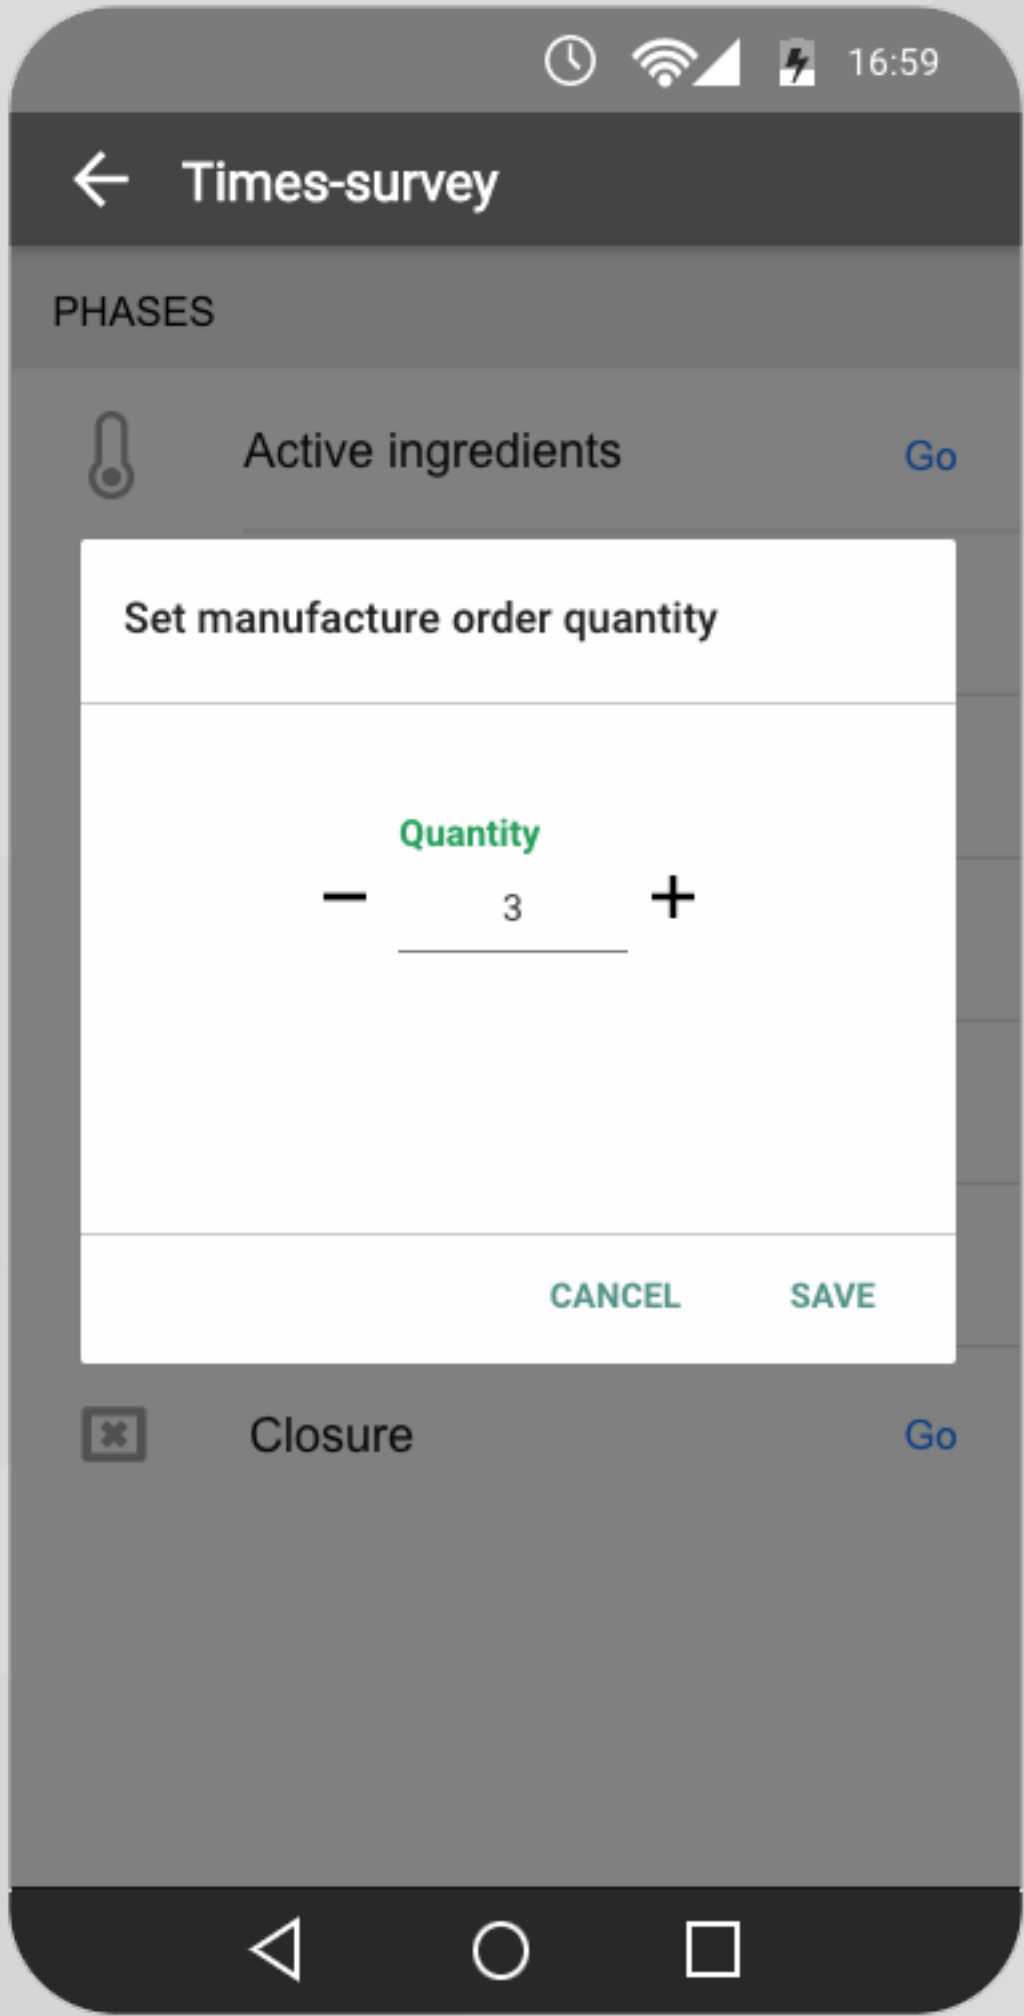 16:59
Times-survey
PHASES
Active ingredients Go
Set manufacture order quantity
Quantity
3
CANCEL SAVE
Closure Go